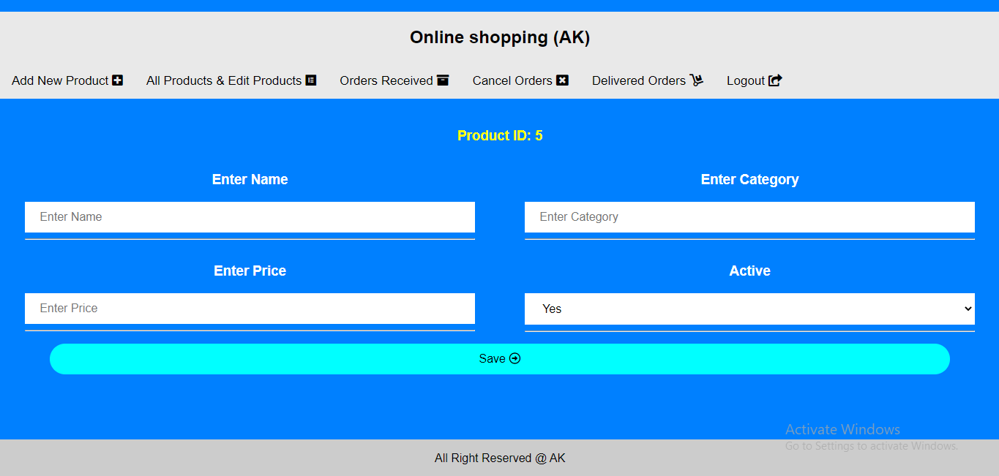 Online shopping (AK)
Add New Product All Products & Edit Products Orders Received Cancel Orders Delivered Orders Logout
Product ID: 5
Enter Name Enter Category
Enter Name Enter Category
Enter Price Active
Enter Price Yes
Save
Activate Windows
Go to Settings to activate Windows.
All Right Reserved @ AK